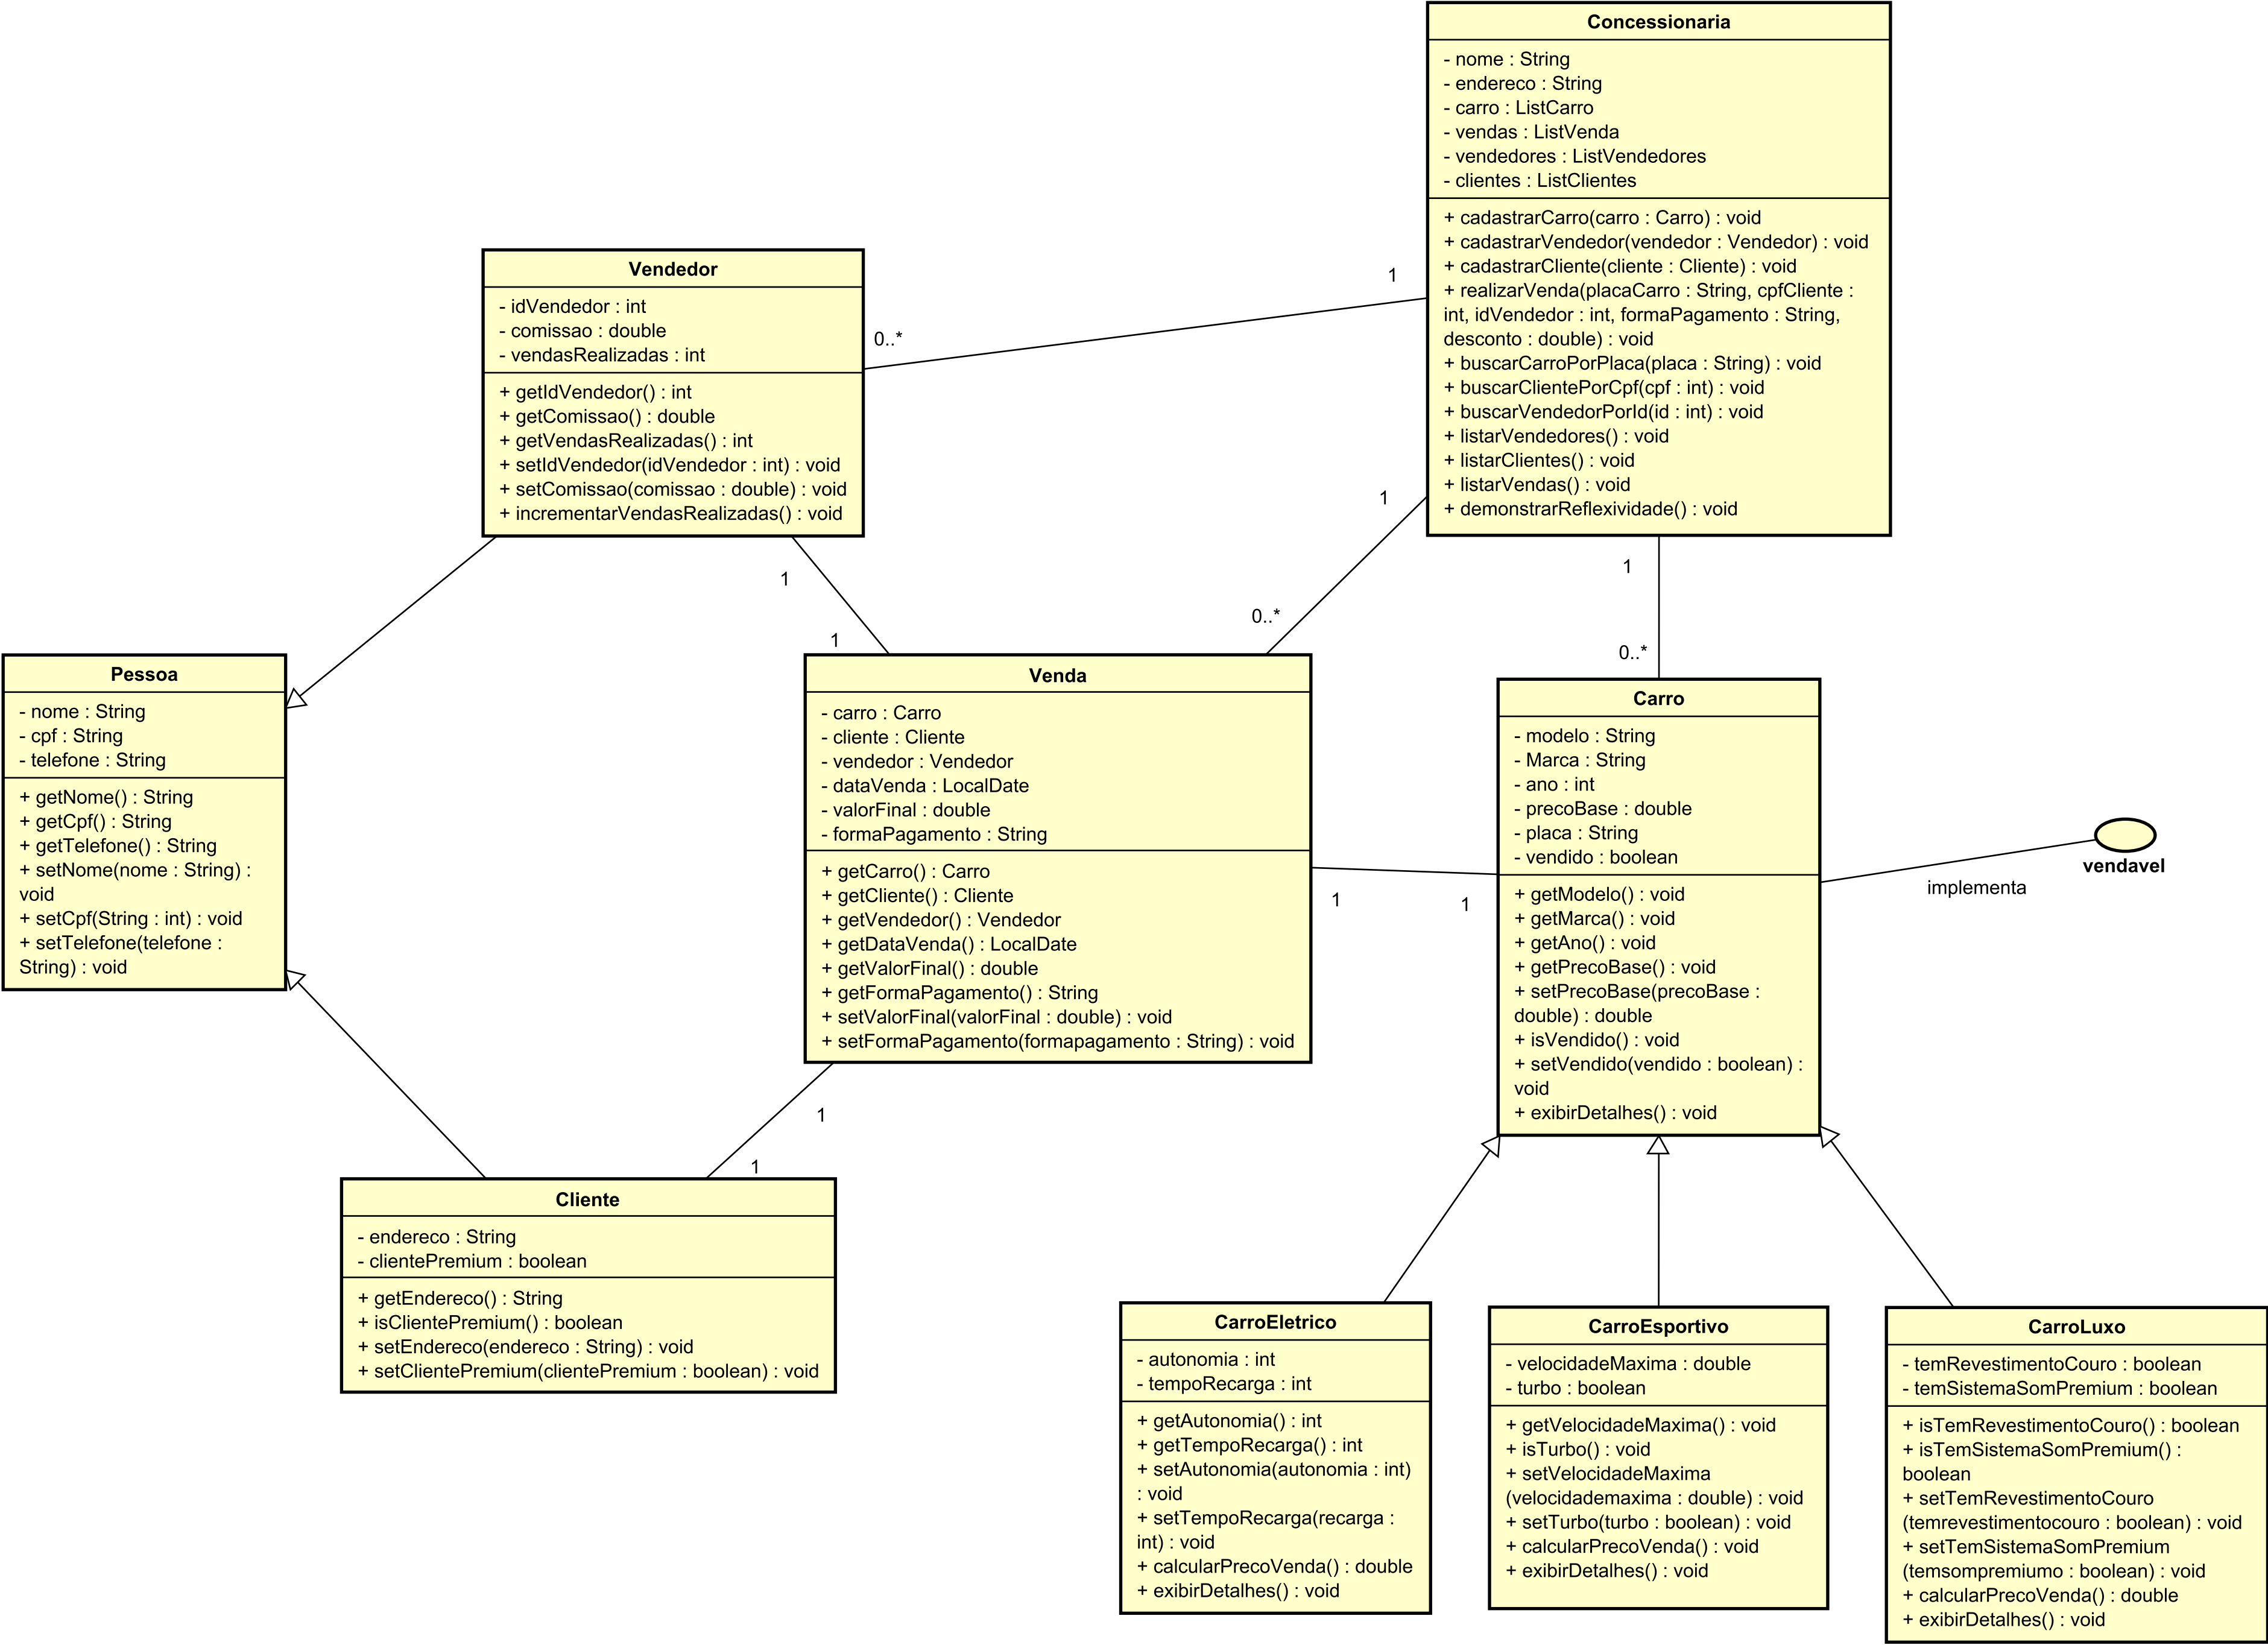 Concessionaria
- nome : String
- endereco : String
- carro : ListCarro
- vendas : ListVenda
- vendedores : ListVendedores
- clientes : ListClientes
+ cadastrarCarro(carro : Carro) : void
+ cadastrarVendedor(vendedor : Vendedor) : void
+ cadastrarCliente(cliente : Cliente) : void
+ realizarVenda(placaCarro : String, cpfCliente :
int, idVendedor : int, formaPagamento : String,
desconto : double) : void
+ buscarCarroPorPlaca(placa : String) : void
+ buscarClientePorCpf(cpf : int) : void
+ buscarVendedorPorId(id : int) : void
+ listarVendedores() : void
+ listarClientes() : void
+ listarVendas() : void
+ demonstrarReflexividade() : void
Vendedor
- idVendedor : int
- comissao : double
- vendasRealizadas : int
+ getIdVendedor() : int
+ getComissao() : double
+ getVendasRealizadas() : int
+ setIdVendedor(idVendedor : int) : void
+ setComissao(comissao : double) : void
+ incrementarVendasRealizadas() : void
1
0..*
1
0..*
1
0..*
1
1
Pessoa
- nome : String
- cpf : String
- telefone : String
+ getNome() : String
+ getCpf() : String
+ getTelefone() : String
+ setNome(nome : String) :
void
+ setCpf(String : int) : void
+ setTelefone(telefone :
String) : void
Venda
- carro : Carro
- cliente : Cliente
- vendedor : Vendedor
- dataVenda : LocalDate
- valorFinal : double
- formaPagamento : String
+ getCarro() : Carro
+ getCliente() : Cliente
+ getVendedor() : Vendedor
+ getDataVenda() : LocalDate
+ getValorFinal() : double
+ getFormaPagamento() : String
+ setValorFinal(valorFinal : double) : void
+ setFormaPagamento(formapagamento : String) : void
1
1
Carro
- modelo : String
- Marca : String
- ano : int
- precoBase : double
- placa : String
- vendido : boolean
+ getModelo() : void
+ getMarca() : void
+ getAno() : void
+ getPrecoBase() : void
+ setPrecoBase(precoBase :
double) : double
+ isVendido() : void
+ setVendido(vendido : boolean) :
void
+ exibirDetalhes() : void
implementa
vendavel
1
1
Cliente
- endereco : String
- clientePremium : boolean
+ getEndereco() : String
+ isClientePremium() : boolean
+ setEndereco(endereco : String) : void
+ setClientePremium(clientePremium : boolean) : void
CarroEletrico
- autonomia : int
- tempoRecarga : int
+ getAutonomia() : int
+ getTempoRecarga() : int
+ setAutonomia(autonomia : int)
: void
+ setTempoRecarga(recarga :
int) : void
+ calcularPrecoVenda() : double
+ exibirDetalhes() : void
CarroEsportivo
- velocidadeMaxima : double
- turbo : boolean
+ getVelocidadeMaxima() : void
+ isTurbo() : void
+ setVelocidadeMaxima
(velocidademaxima : double) : void
+ setTurbo(turbo : boolean) : void
+ calcularPrecoVenda() : void
+ exibirDetalhes() : void
CarroLuxo
- temRevestimentoCouro : boolean
- temSistemaSomPremium : boolean
+ isTemRevestimentoCouro() : boolean
+ isTemSistemaSomPremium() :
boolean
+ setTemRevestimentoCouro
(temrevestimentocouro : boolean) : void
+ setTemSistemaSomPremium
(temsompremiumo : boolean) : void
+ calcularPrecoVenda() : double
+ exibirDetalhes() : void